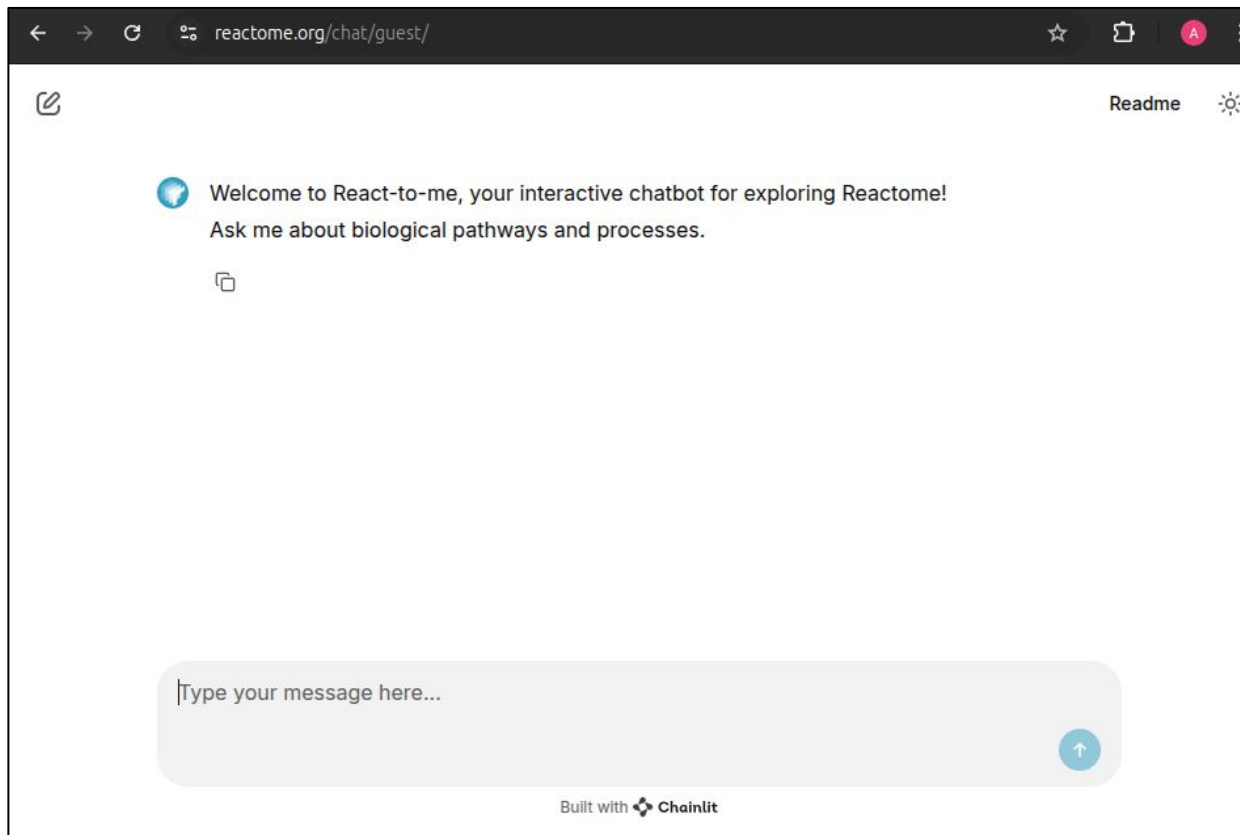 reactome.org/chat/guest/
A
Readme
Welcome to React-to-me, your interactive chatbot for exploring Reactome!
Ask me about biological pathways and processes.
Type your message here...
Built with Chainlit